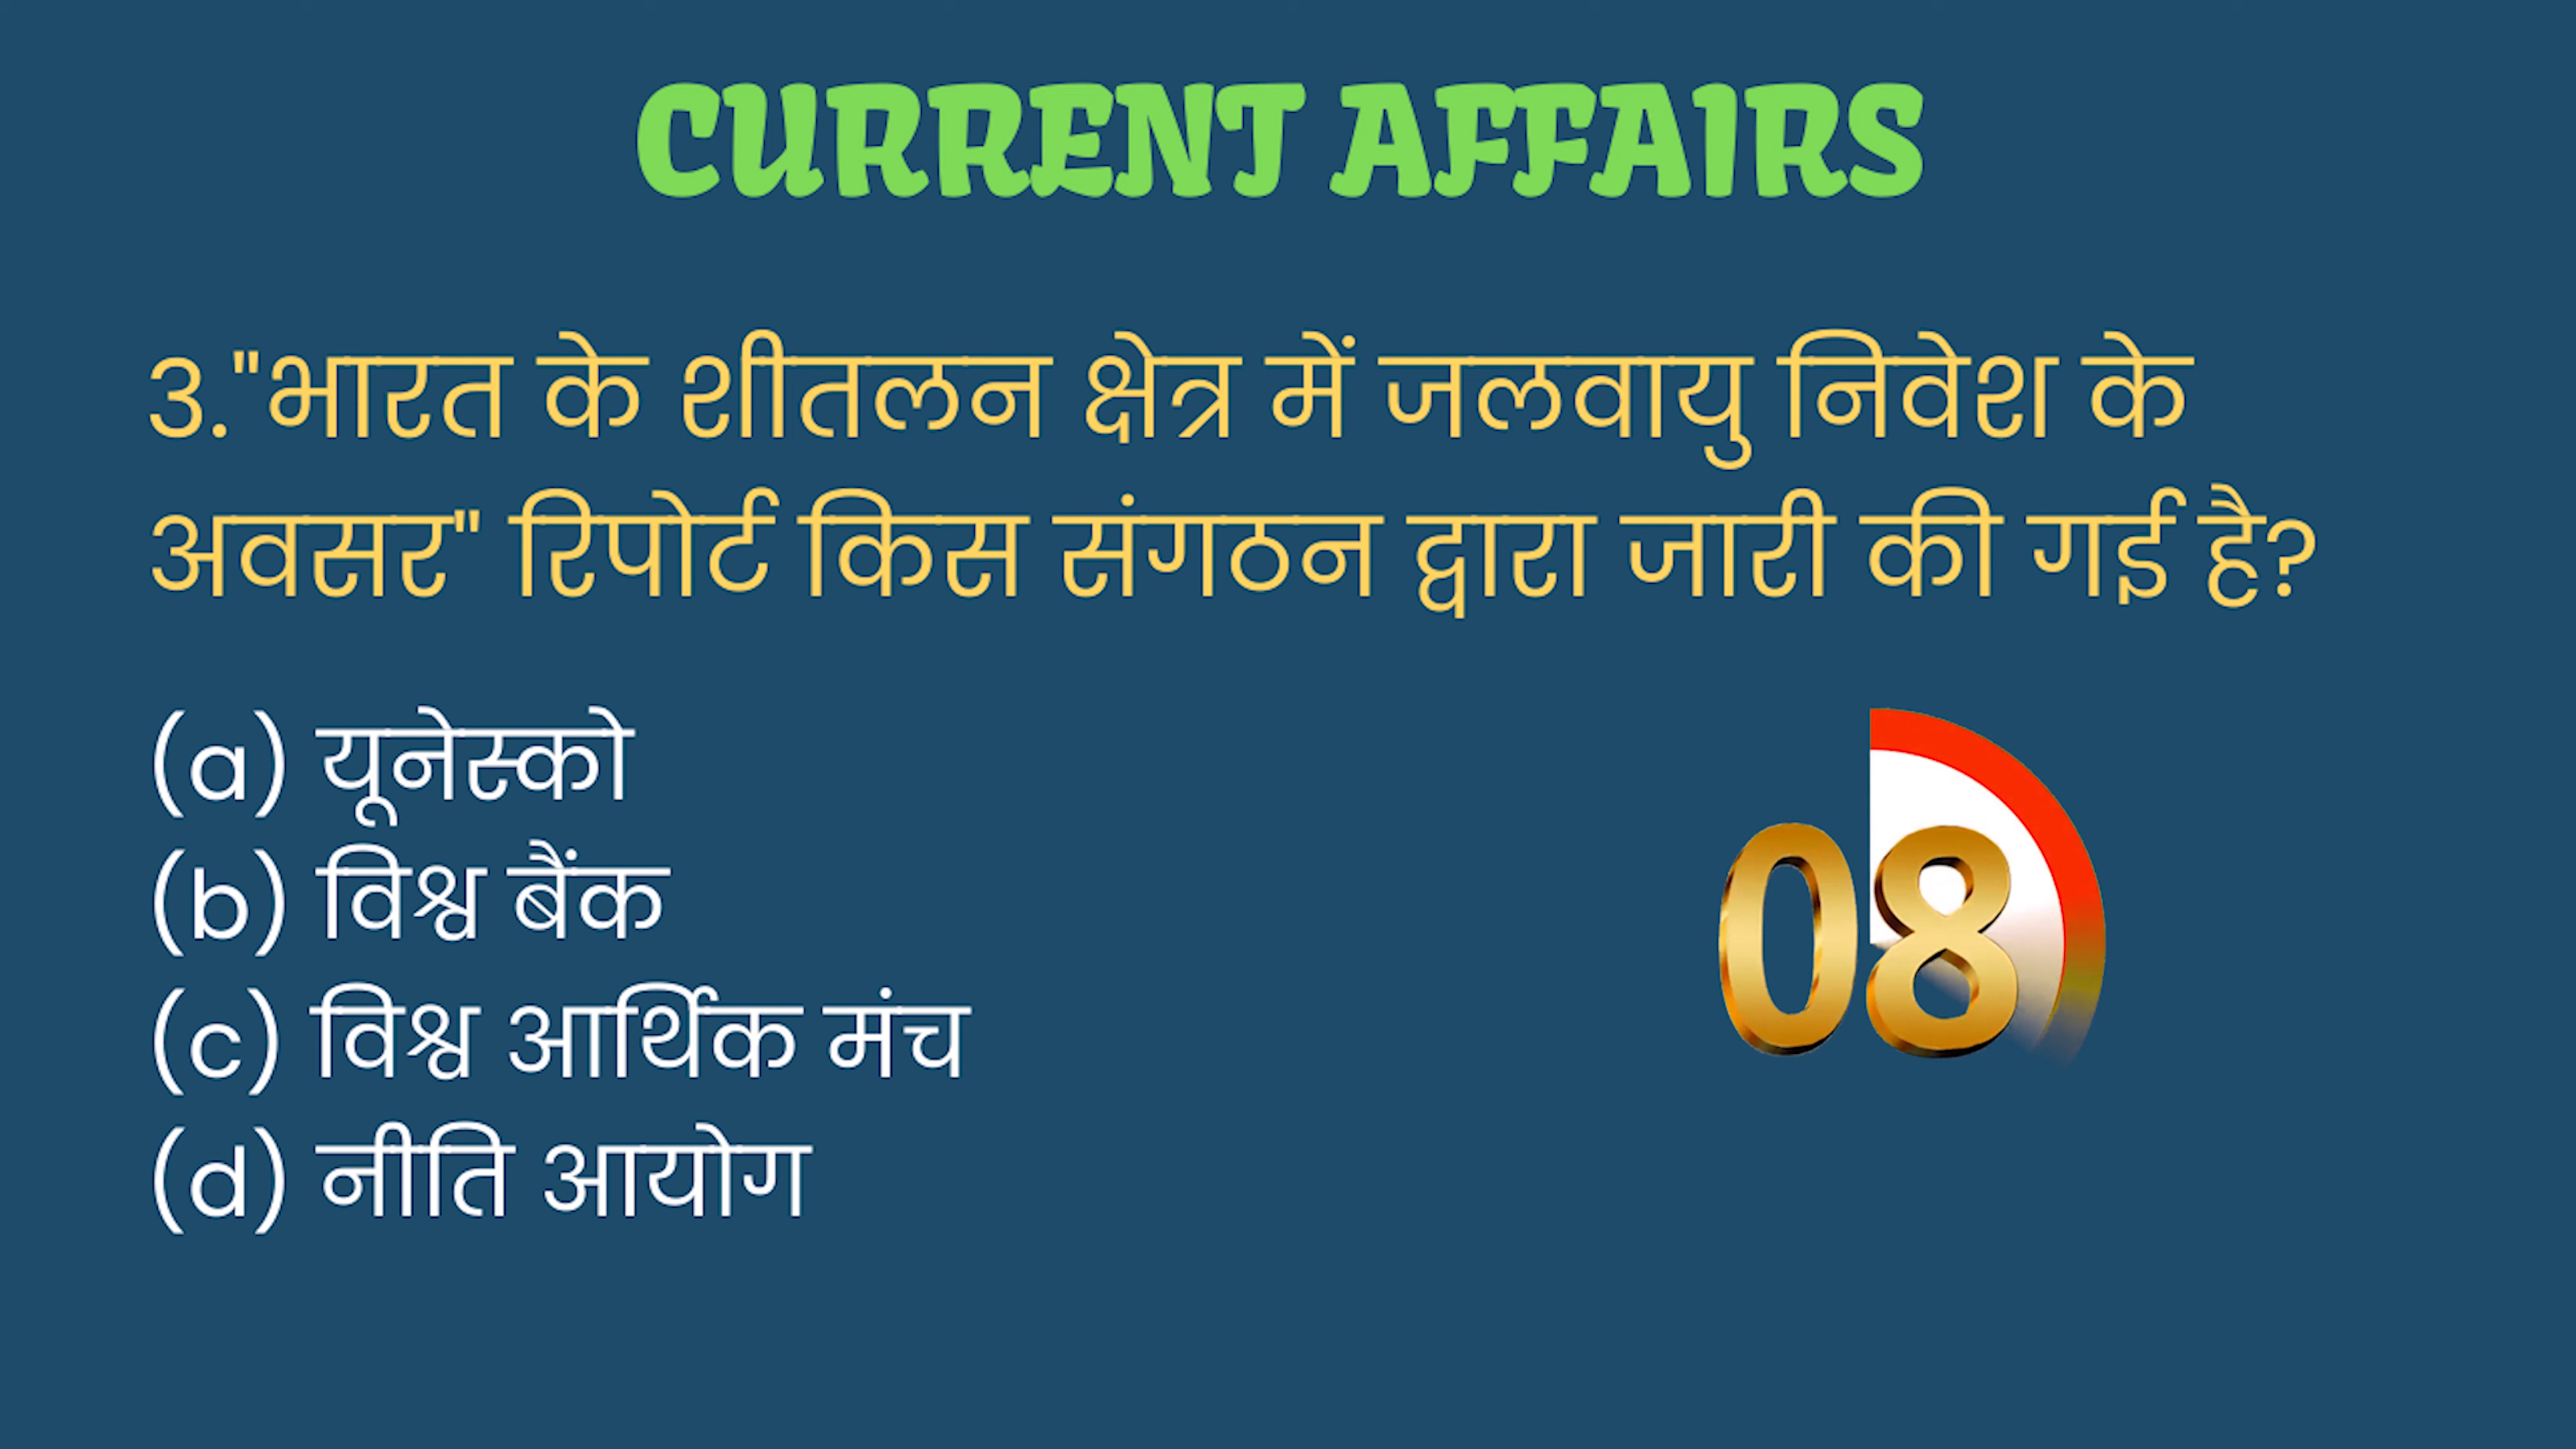 CURRENT AFFAIRS
3."भारत के शीतलन क्षेत्र में जलवायु निवेश के
अवसर" रिपोर्ट किस संगठन द्वारा जारी की गई है?
(a) यूनेस्को
(b) विश्व बैंक
(c) विश्व आर्थिक मंच
(d) नीति आयोग
08